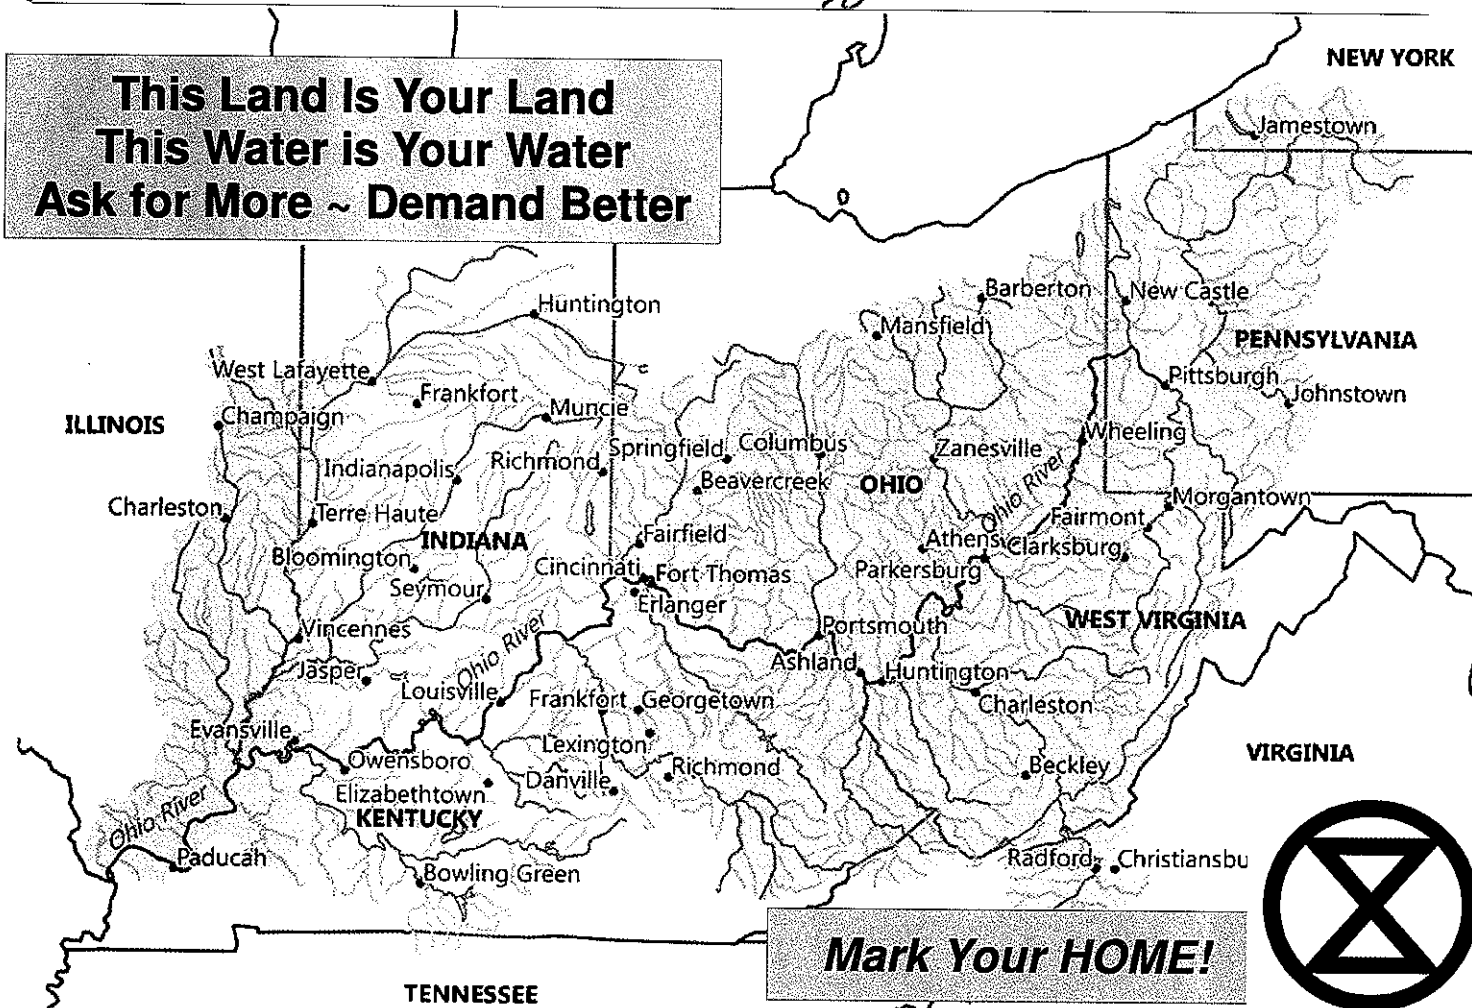 NEW YORK
This Land Is Your Land
This Water is Your Water
Ask for More ~ Demand Better
Jamestown
Huntington
Barberton
New Castle
Mansfield
PENNSYLVANIA
West Lafayette
Frankfort
Pittsburgh
Johnstown
ILLINOIS
Champaign
Muncie
Wheeling
Springfield
Columbus
Zanesville
Indianapolis
Richmond
Beavercreek
OHIO
Ohio River
Morgantown
Charleston
Terre Haute
Fairmont
INDIANA
Fairfield
Athens
Clarksburg
Bloomington
Cincinnati
Fort Thomas
Parkersburg
Seymour
Erlanger
WEST VIRGINIA
Vincennes
Ohio River
Portsmouth
Jasper
Ashland
Huntington
Louisville
Frankfort
Georgetown
Charleston
Evansville
Lexington
VIRGINIA
Owensboro
Richmond
Beckley
Elizabethtown
Danville
Ohio River
KENTUCKY
Paducah
Radford
Christiansbu
Bowling Green
Mark Your HOME!
TENNESSEE